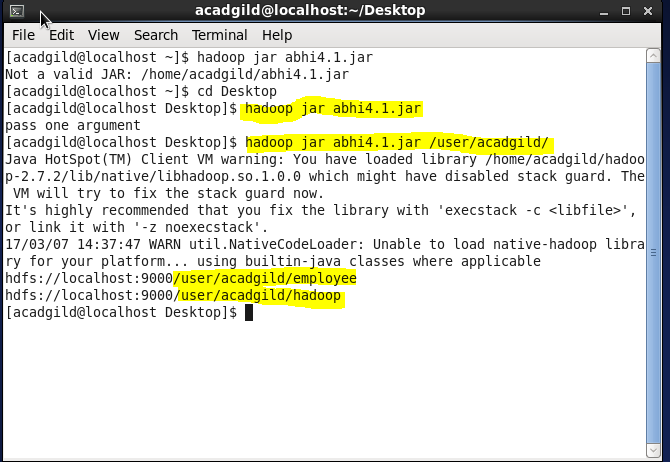 acadgild@localhost:~/Desktop
File Edit View Search Terminal Help
[acadgild@localhost ~]$ hadoop jar abhi4.1.jar
Not a valid JAR: /home/acadgild/abhi4.1.jar
[acadgild@localhost ~]$ cd Desktop
[acadgild@localhost Desktop]$ hadoop jar abhi4.1.jar
pass one argument
[acadgild@localhost Desktop]$ hadoop jar abhi4.1.jar /user/acadgild/
Java HotSpot(TM) Client VM warning: You have loaded library /home/acadgild/hadoo
p-2.7.2/lib/native/libhadoop.so.1.0.0 which might have disabled stack guard. The
VM will try to fix the stack guard now.
It's highly recommended that you fix the library with 'execstack -c <libfile>',
or link it with '-z noexecstack'.
17/03/07 14:37:47 WARN util.NativeCodeLoader: Unable to load native-hadoop libra
ry for your platform... using builtin-java classes where applicable
hdfs://localhost:9000/user/acadgild/employee
hdfs://localhost:9000/user/acadgild/hadoop
[acadgild@localhost Desktop]$